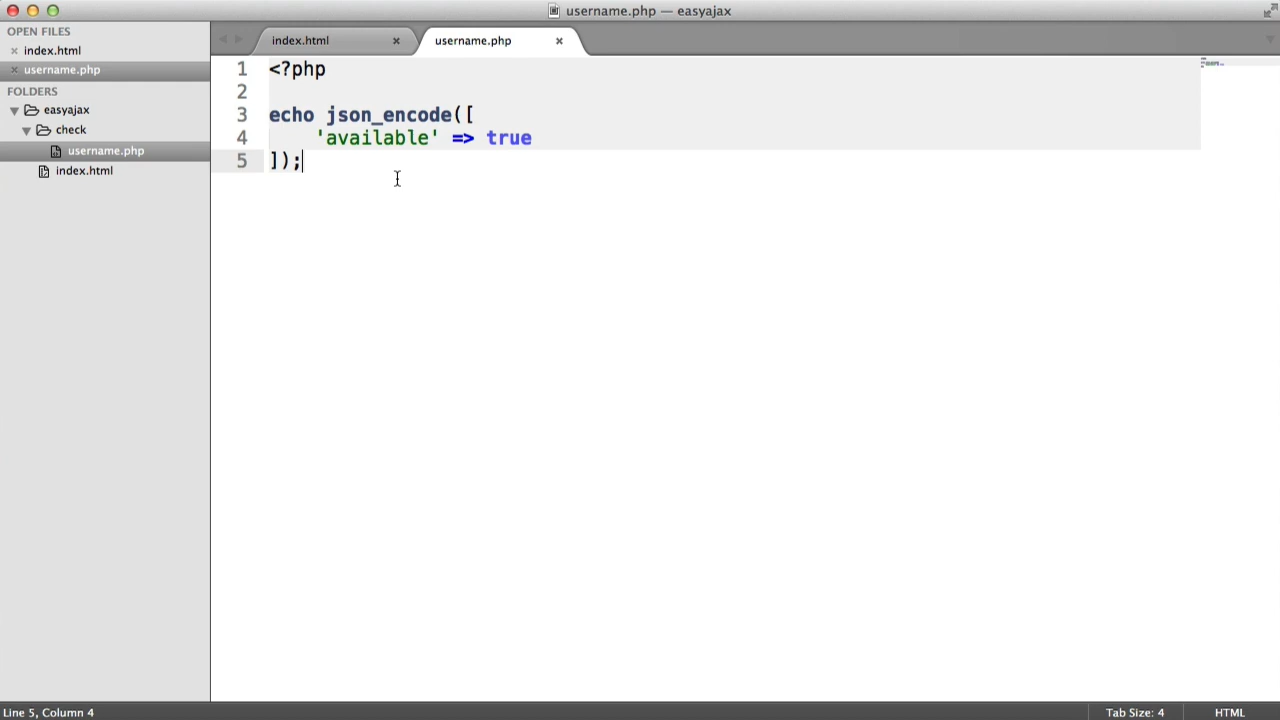 username.php — easyajax
OPEN FILES
index.html
username.php
FOLDERS
easyajax
check
username.php
index.html
index.html
username.php
1 <?php
2
3 echo json_encode([
4     'available' => true
5 ]);
Line 5, Column 4
Tab Size: 4
HTML